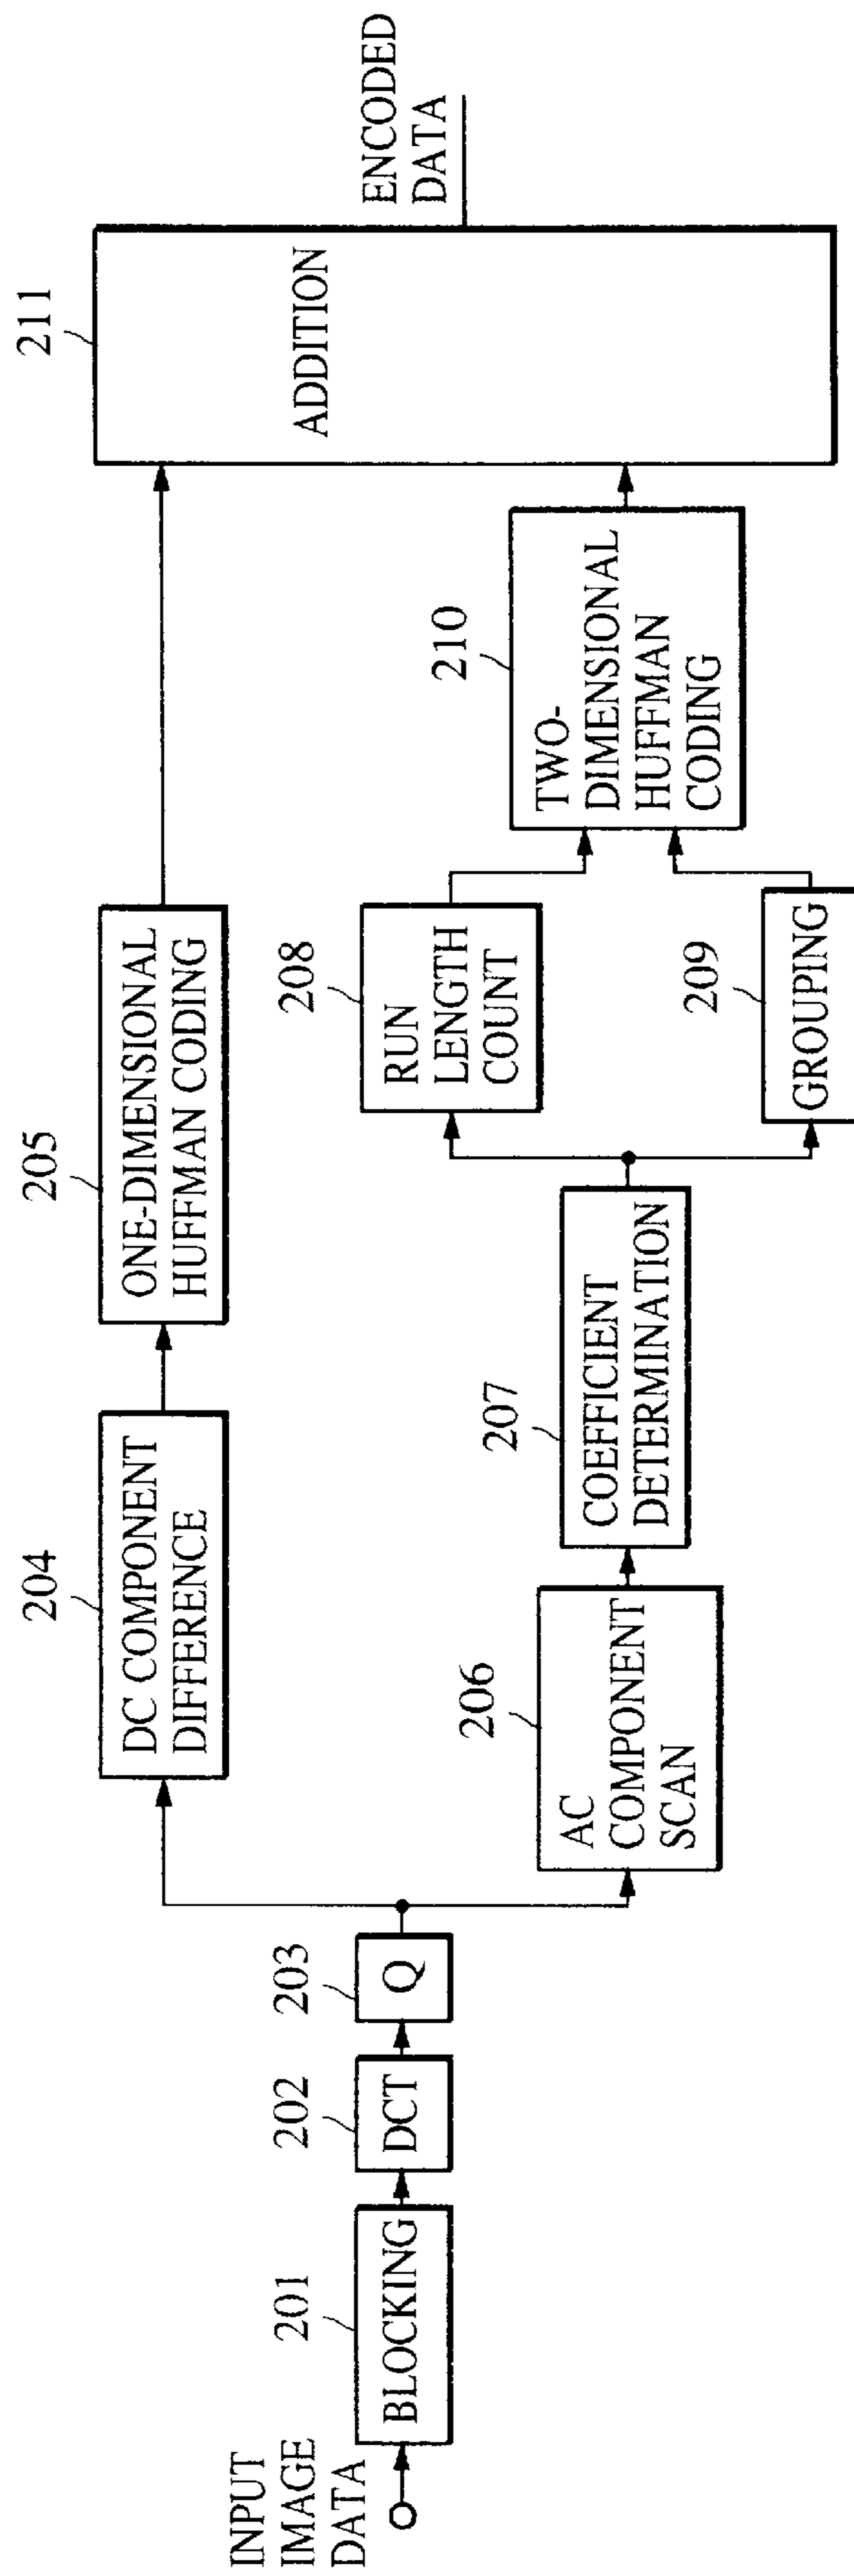 INPUT
IMAGE
DATA
201
BLOCKING
202
DCT
203
Q
204
DC COMPONENT
DIFFERENCE
205
ONE-DIMENSIONAL
HUFFMAN CODING
206
AC
COMPONENT
SCAN
207
COEFFICIENT
DETERMINATION
208
RUN
LENGTH
COUNT
209
GROUPING
210
TWO-
DIMENSIONAL
HUFFMAN
CODING
211
ADDITION
ENCODED
DATA